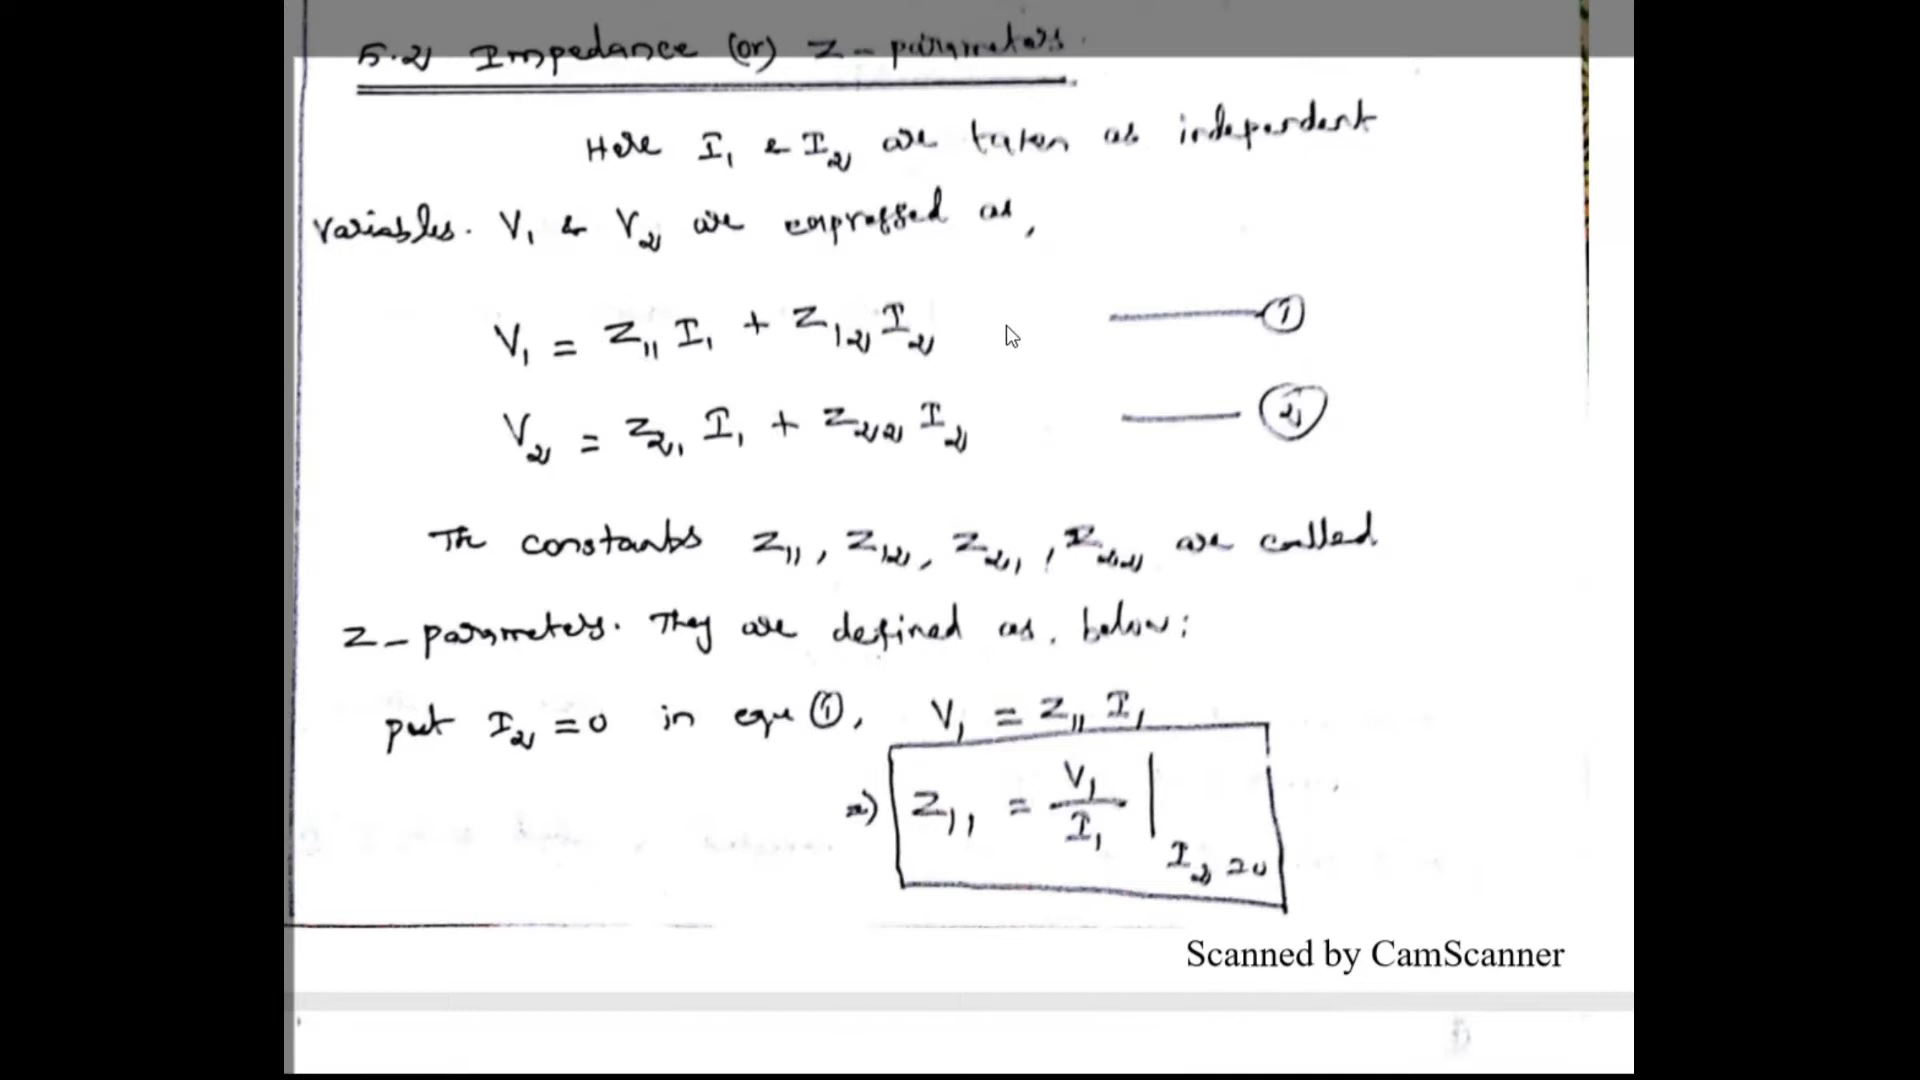 5.2 Impedance (or) Z-parameters.
Here I₁ & I₂ are taken as independent
variables. V₁ & V₂ are expressed as,
V₁ = Z₁₁ I₁ + Z₁₂ I₂ —— ①
V₂ = Z₂₁ I₁ + Z₂₂ I₂ —— ②
The constants Z₁₁, Z₁₂, Z₂₁, Z₂₂ are called
Z-parameters. They are defined as below:
put I₂ = 0 in equ ①, V₁ = Z₁₁ I₁
⇒ Z₁₁ = V₁/I₁ | I₂ = 0
Scanned by CamScanner